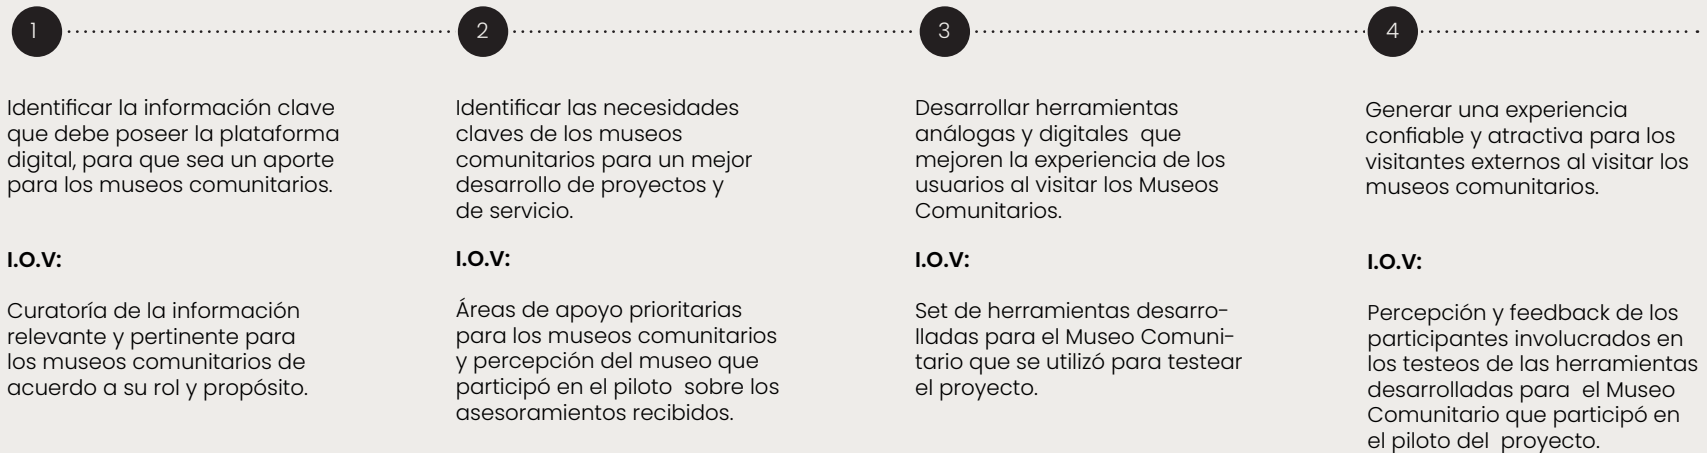 1
Identificar la información clave
que debe poseer la plataforma
digital, para que sea un aporte
para los museos comunitarios.
I.O.V:
Curatoría de la información
relevante y pertinente para
los museos comunitarios de
acuerdo a su rol y propósito.
2
Identificar las necesidades
claves de los museos
comunitarios para un mejor
desarrollo de proyectos y
de servicio.
I.O.V:
Áreas de apoyo prioritarias
para los museos comunitarios
y percepción del museo que
participó en el piloto sobre los
asesoramientos recibidos.
3
Desarrollar herramientas
análogas y digitales que
mejoren la experiencia de los
usuarios al visitar los Museos
Comunitarios.
I.O.V:
Set de herramientas desarro-
lladas para el Museo Comuni-
tario que se utilizó para testear
el proyecto.
4
Generar una experiencia
confiable y atractiva para los
visitantes externos al visitar los
museos comunitarios.
I.O.V:
Percepción y feedback de los
participantes involucrados en
los testeos de las herramientas
desarrolladas para el Museo
Comunitario que participó en
el piloto del proyecto.